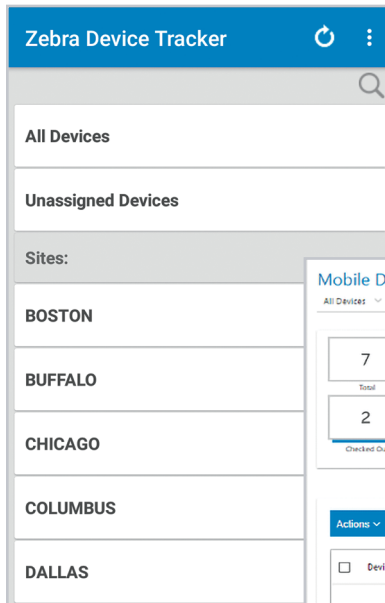 Zebra Device Tracker
All Devices
Unassigned Devices
Sites:
BOSTON
BUFFALO
CHICAGO
COLUMBUS
DALLAS
Mobile D
All Devices
7
Total
2
Checked Ou
Actions
Devi